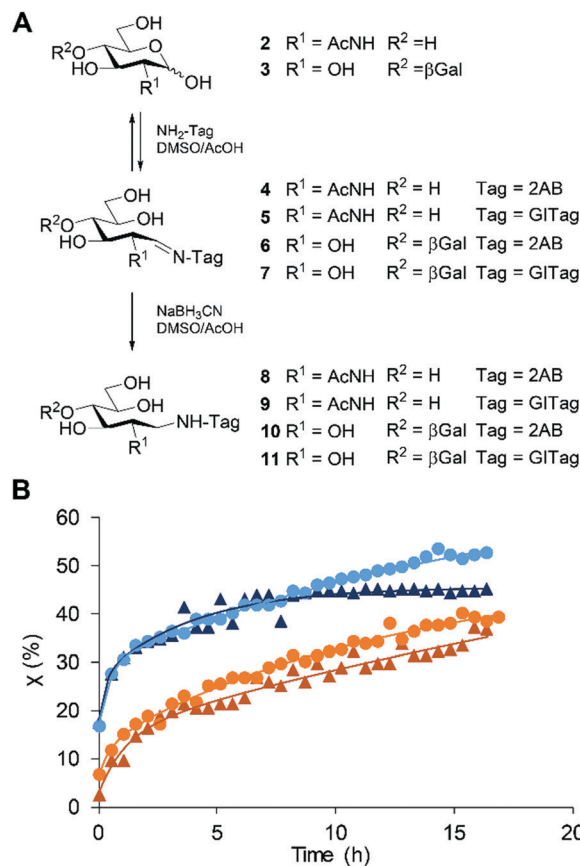 A
OH
R²O
HO
O
R¹
OH
2 R¹ = AcNH R² = H
3 R¹ = OH R² = βGal
NH₂-Tag
DMSO/AcOH
OH
R²O
OH
HO
R¹
N-Tag
4 R¹ = AcNH R² = H Tag = 2AB
5 R¹ = AcNH R² = H Tag = GlTag
6 R¹ = OH R² = βGal Tag = 2AB
7 R¹ = OH R² = βGal Tag = GlTag
NaBH₃CN
DMSO/AcOH
OH
R²O
OH
HO
R¹
NH-Tag
8 R¹ = AcNH R² = H Tag = 2AB
9 R¹ = AcNH R² = H Tag = GlTag
10 R¹ = OH R² = βGal Tag = 2AB
11 R¹ = OH R² = βGal Tag = GlTag
B
60
50
40
30
20
10
0
X (%)
0 5 10 15 20
Time (h)